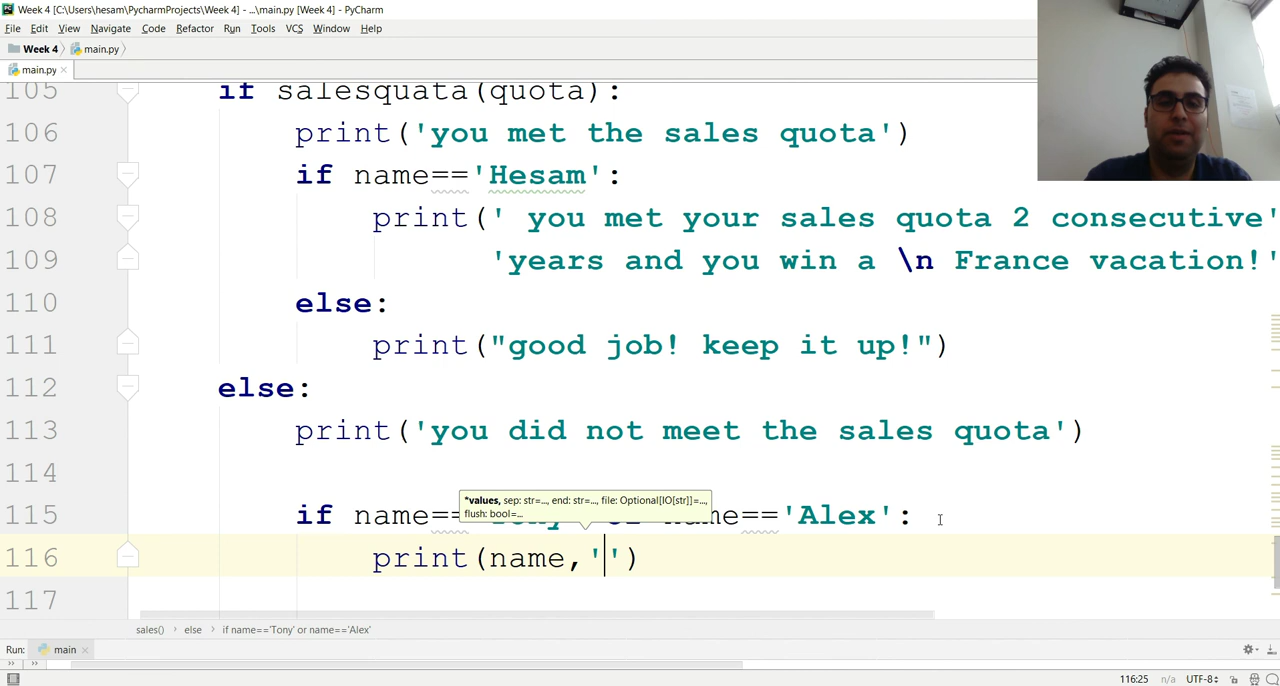 Week 4 [C:\Users\hesam\PycharmProjects\Week 4] - ...\main.py [Week 4] - PyCharm
File Edit View Navigate Code Refactor Run Tools VCS Window Help
Week 4 main.py
main.py
105 if salesquata(quota):
106 print('you met the sales quota')
107 if name=='Hesam':
108 print(' you met your sales quota 2 consecutive'
109 'years and you win a \n France vacation!'
110 else:
111 print("good job! keep it up!")
112 else:
113 print('you did not meet the sales quota')
114
*values, sep: str=..., end: str=..., file: Optional[IO[str]]=...,
flush: bool=...
115 if name=='Tony' or name=='Alex':
116 print(name,'')
117
sales() else if name=='Tony' or name=='Alex'
Run: main
116:25 n/a UTF-8